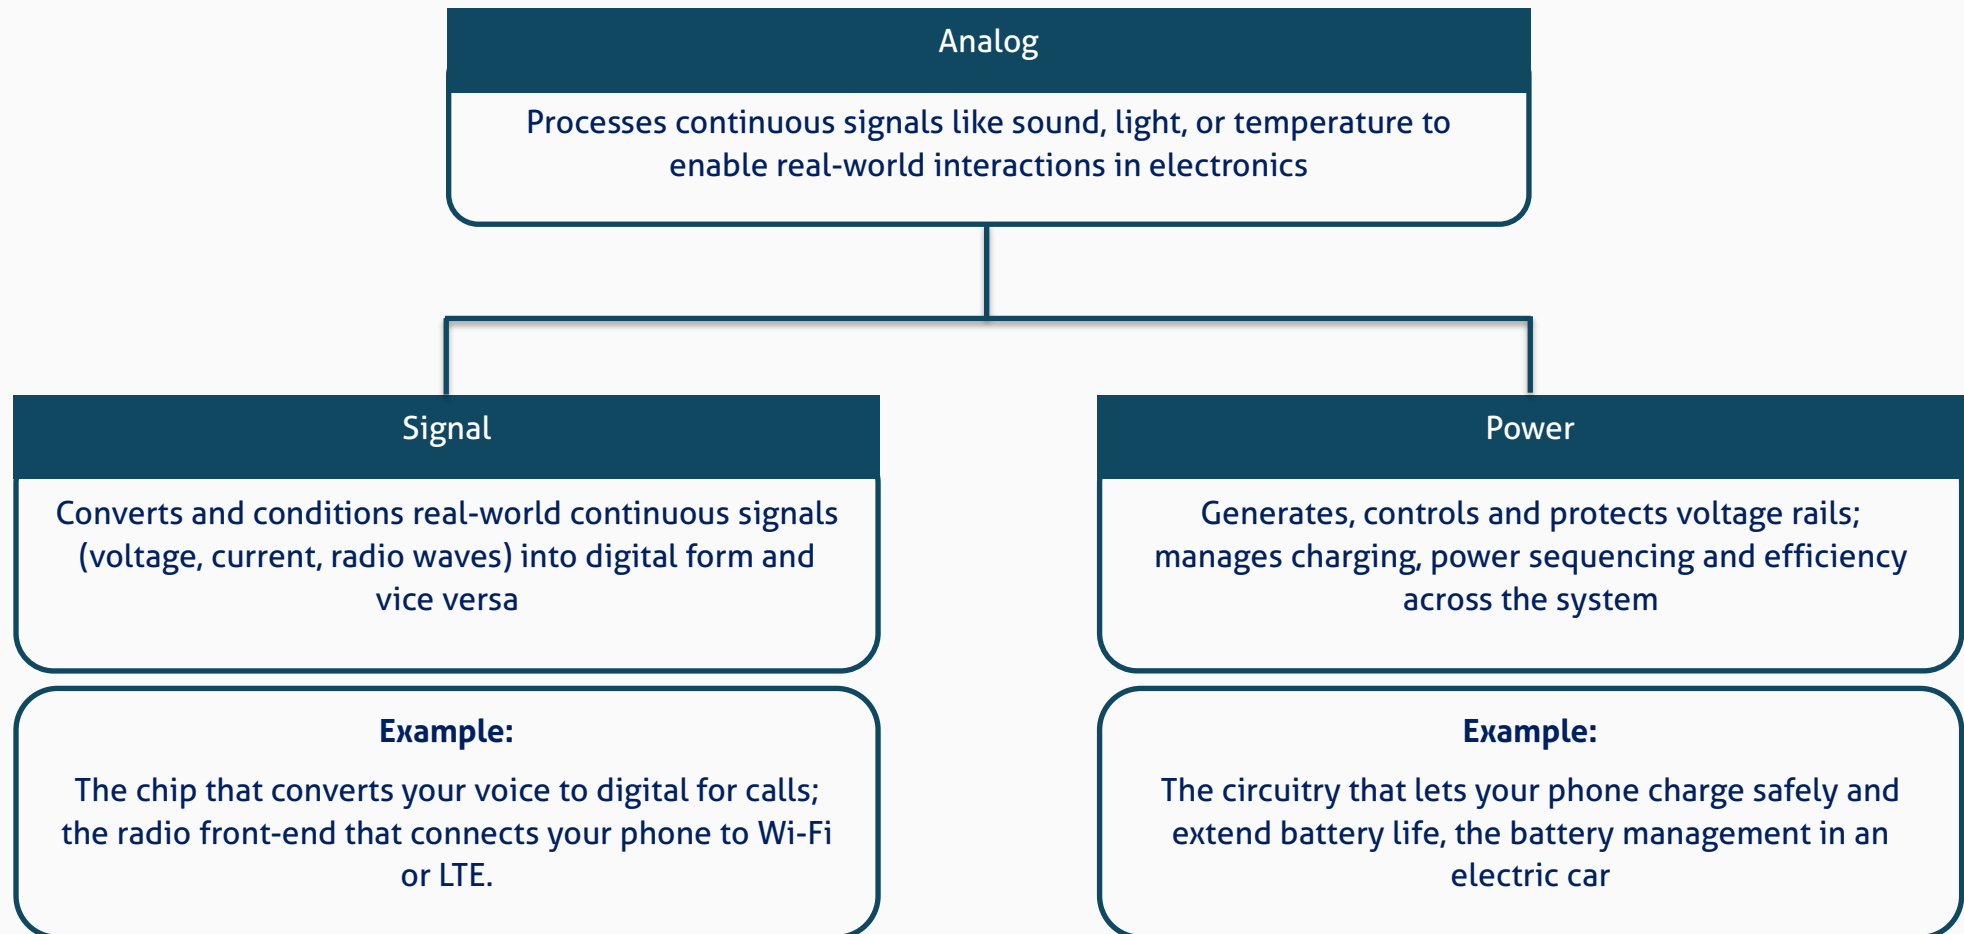 Analog
Processes continuous signals like sound, light, or temperature to
enable real-world interactions in electronics
Signal
Converts and conditions real-world continuous signals
(voltage, current, radio waves) into digital form and
vice versa
Example:
The chip that converts your voice to digital for calls;
the radio front-end that connects your phone to Wi-Fi
or LTE.
Power
Generates, controls and protects voltage rails;
manages charging, power sequencing and efficiency
across the system
Example:
The circuitry that lets your phone charge safely and
extend battery life, the battery management in an
electric car